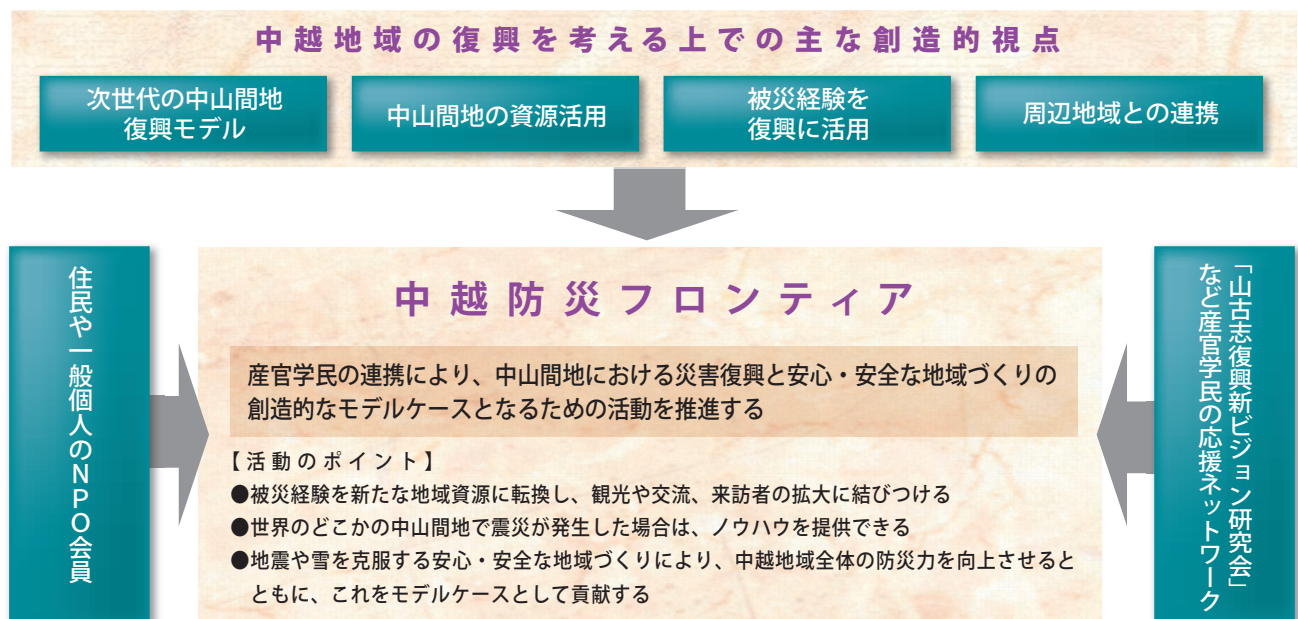 中越地域の復興を考える上での主な創造的視点
次世代の中山間地
復興モデル
中山間地の資源活用
被災経験を
復興に活用
周辺地域との連携
住民や一般個人のNPO会員
中越防災フロンティア
産官学民の連携により、中山間地における災害復興と安心・安全な地域づくりの
創造的なモデルケースとなるための活動を推進する
【活動のポイント】
●被災経験を新たな地域資源に転換し、観光や交流、来訪者の拡大に結びつける
●世界のどこかの中山間地で震災が発生した場合は、ノウハウを提供できる
●地震や雪を克服する安心・安全な地域づくりにより、中越地域全体の防災力を向上させると
ともに、これをモデルケースとして貢献する
「山古志復興新ビジョン研究会」
など産官学民の応援ネットワーク